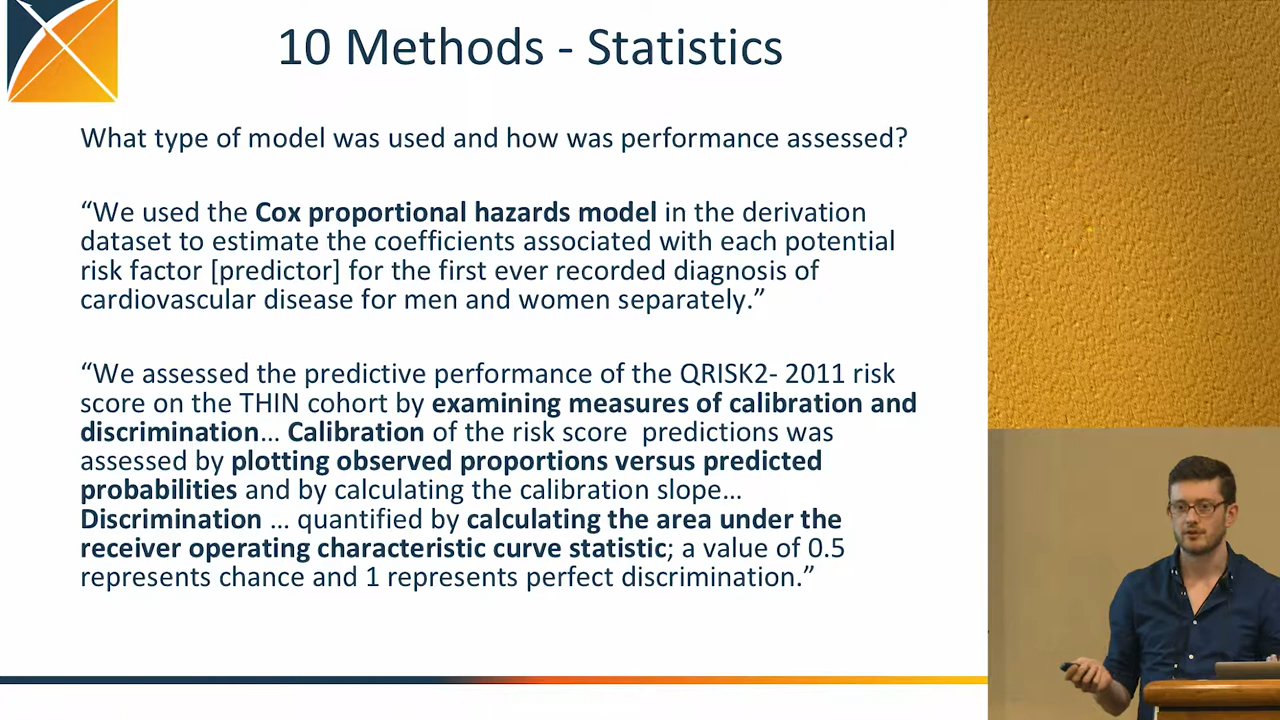 10 Methods - Statistics
What type of model was used and how was performance assessed?
“We used the Cox proportional hazards model in the derivation
dataset to estimate the coefficients associated with each potential
risk factor [predictor] for the first ever recorded diagnosis of
cardiovascular disease for men and women separately.”
“We assessed the predictive performance of the QRISK2- 2011 risk
score on the THIN cohort by examining measures of calibration and
discrimination… Calibration of the risk score  predictions was
assessed by plotting observed proportions versus predicted
probabilities and by calculating the calibration slope…
Discrimination … quantified by calculating the area under the
receiver operating characteristic curve statistic; a value of 0.5
represents chance and 1 represents perfect discrimination.”